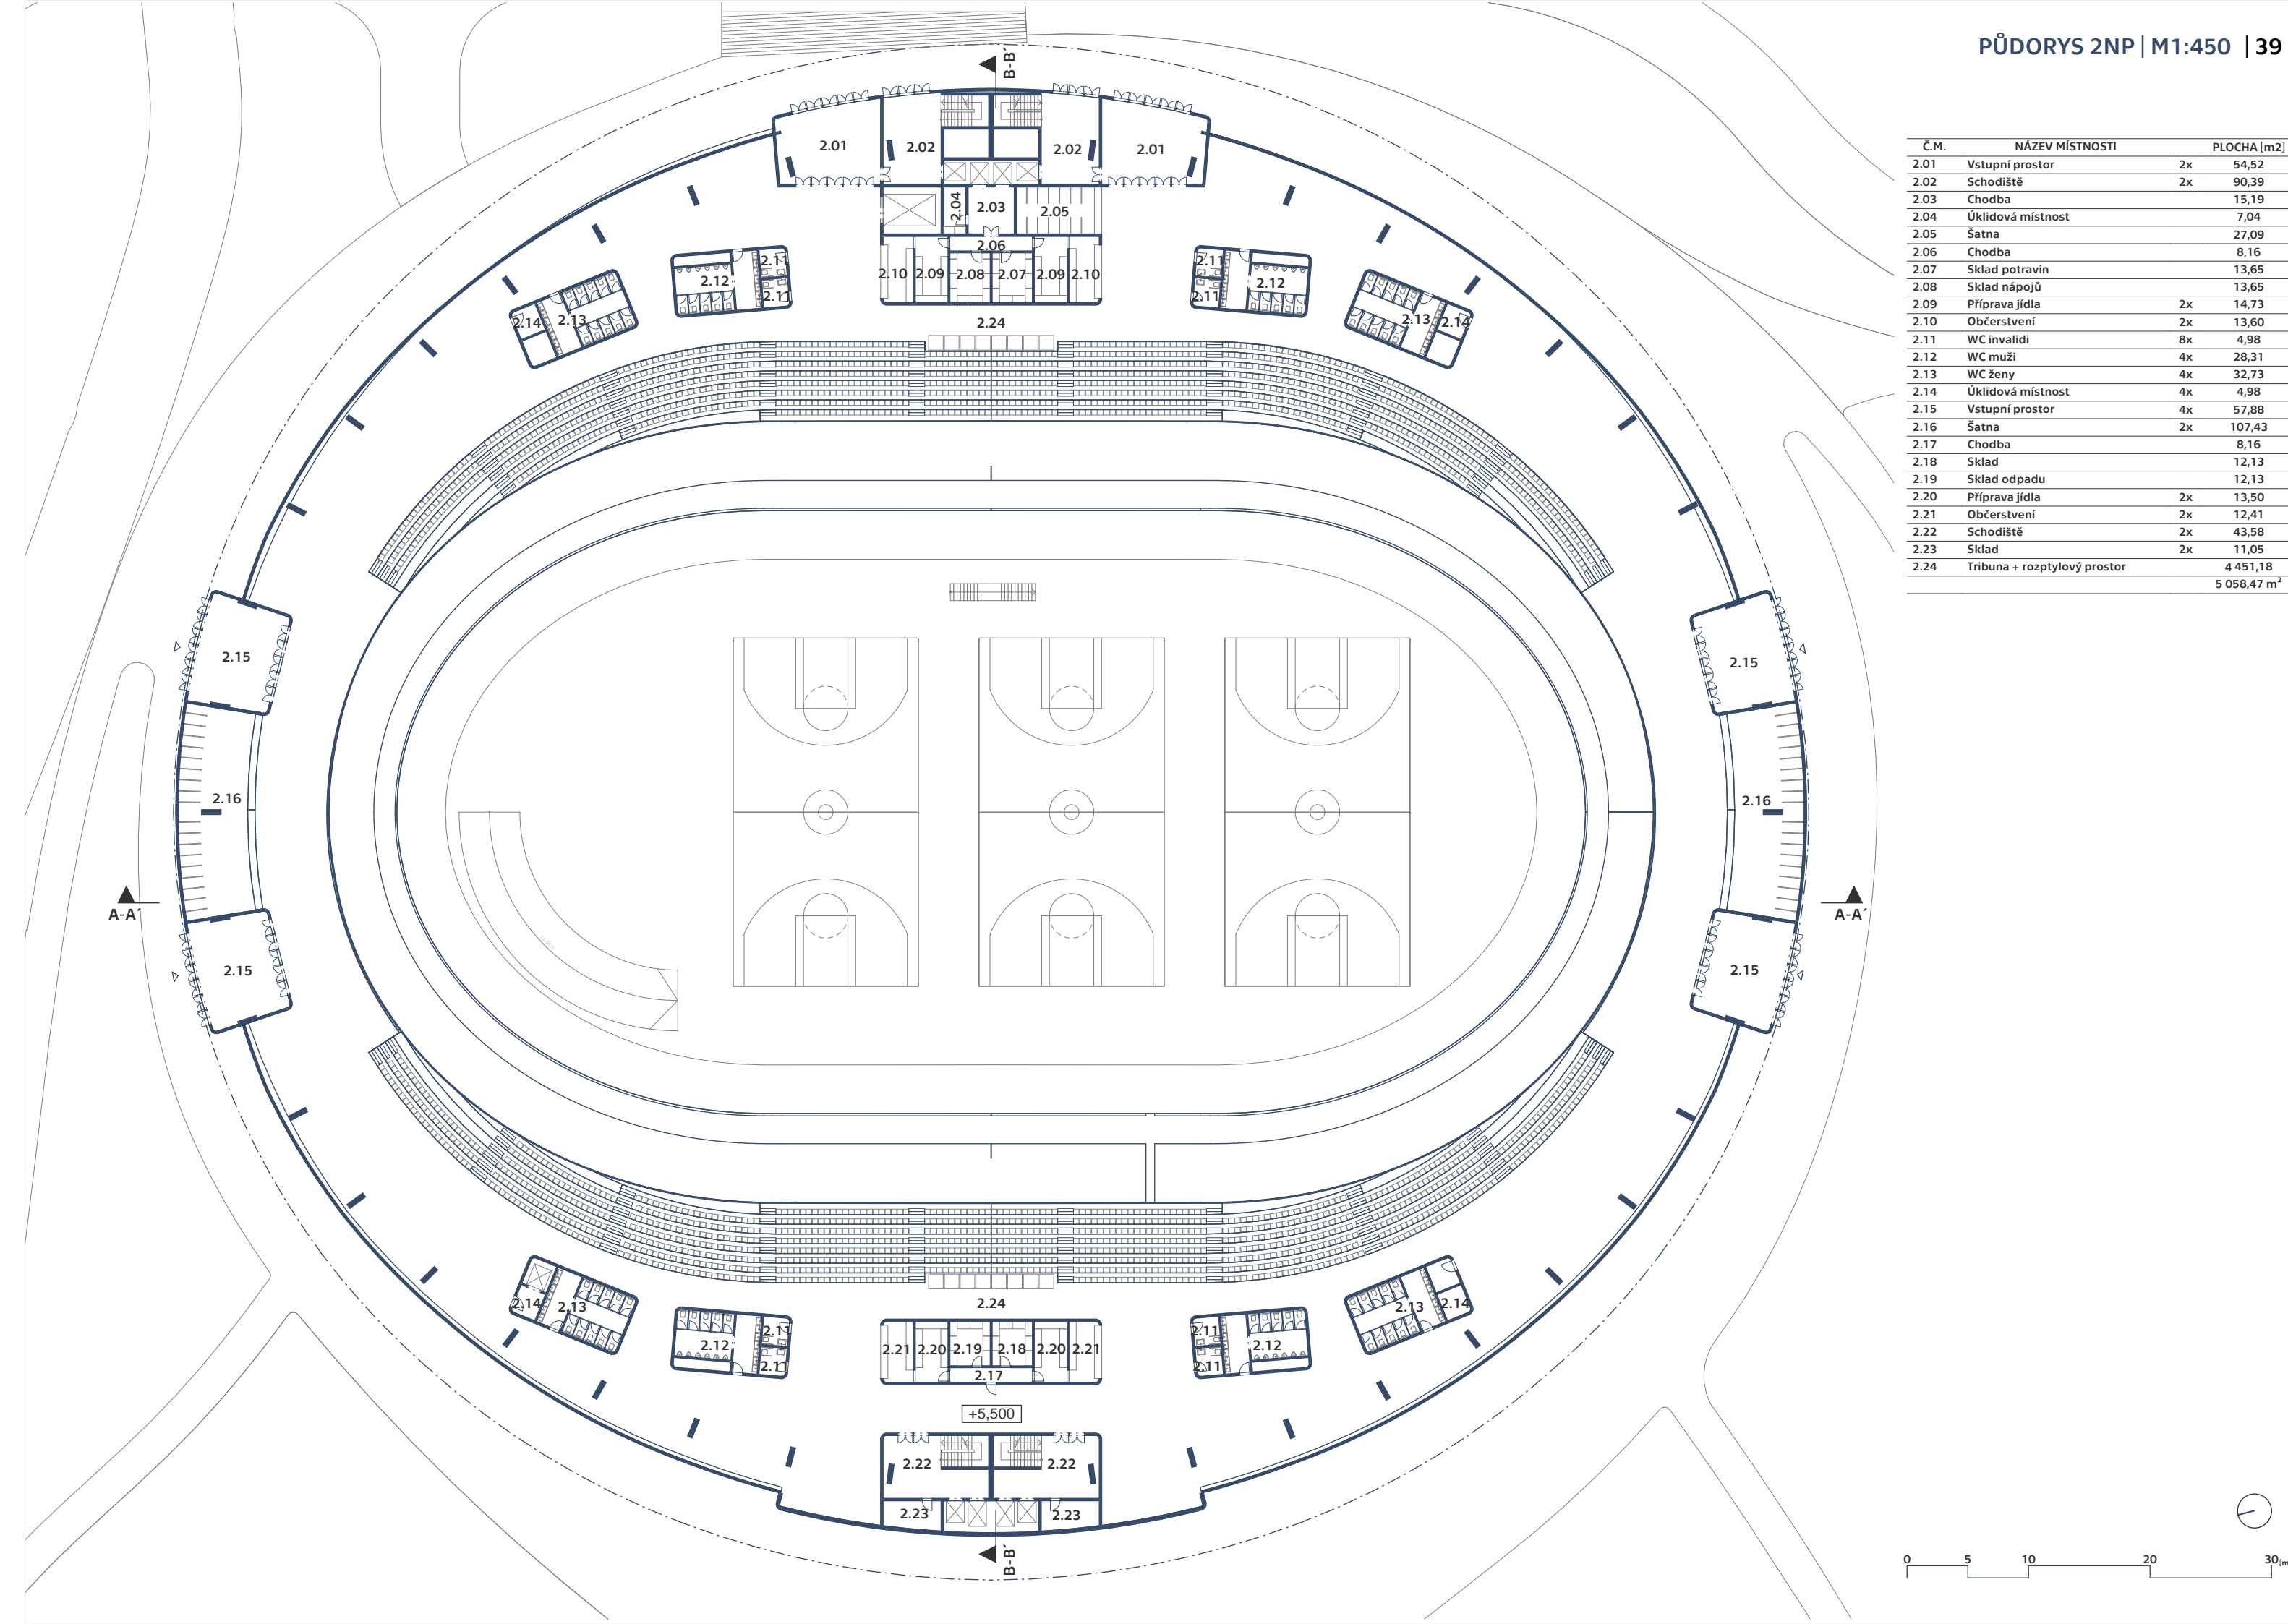 PŮDORYS 2NP | M1:450 | 39
Č.M. NÁZEV MÍSTNOSTI PLOCHA [m2]
2.01 Vstupní prostor 2x 54,52
2.02 Schodiště 2x 90,39
2.03 Chodba 15,19
2.04 Úklidová místnost 7,04
2.05 Šatna 27,09
2.06 Chodba 8,16
2.07 Sklad potravin 13,65
2.08 Sklad nápojů 13,65
2.09 Příprava jídla 2x 14,73
2.10 Občerstvení 2x 13,60
2.11 WC invalidi 8x 4,98
2.12 WC muži 4x 28,31
2.13 WC ženy 4x 32,73
2.14 Úklidová místnost 4x 4,98
2.15 Vstupní prostor 4x 57,88
2.16 Šatna 2x 107,43
2.17 Chodba 8,16
2.18 Sklad 12,13
2.19 Sklad odpadu 12,13
2.20 Příprava jídla 2x 13,50
2.21 Občerstvení 2x 12,41
2.22 Schodiště 2x 43,58
2.23 Sklad 2x 11,05
2.24 Tribuna + rozptylový prostor 4 451,18
5 058,47 m²
B-B´
2.01 2.02 2.02 2.01
2.04 2.03 2.05
2.06
2.10 2.09 2.08 2.07 2.09 2.10
2.11 2.11
2.12 2.12
2.11 2.11
2.14 2.13 2.13 2.14
2.24
2.15 2.15
2.16 2.16
A-A´ A-A´
2.15 2.15
2.24
2.14 2.13 2.13 2.14
2.11 2.11
2.12 2.12
2.11 2.11
2.21 2.20 2.19 2.18 2.20 2.21
2.17
+5,500
2.22 2.22
2.23 2.23
B-B´
0 5 10 20 30